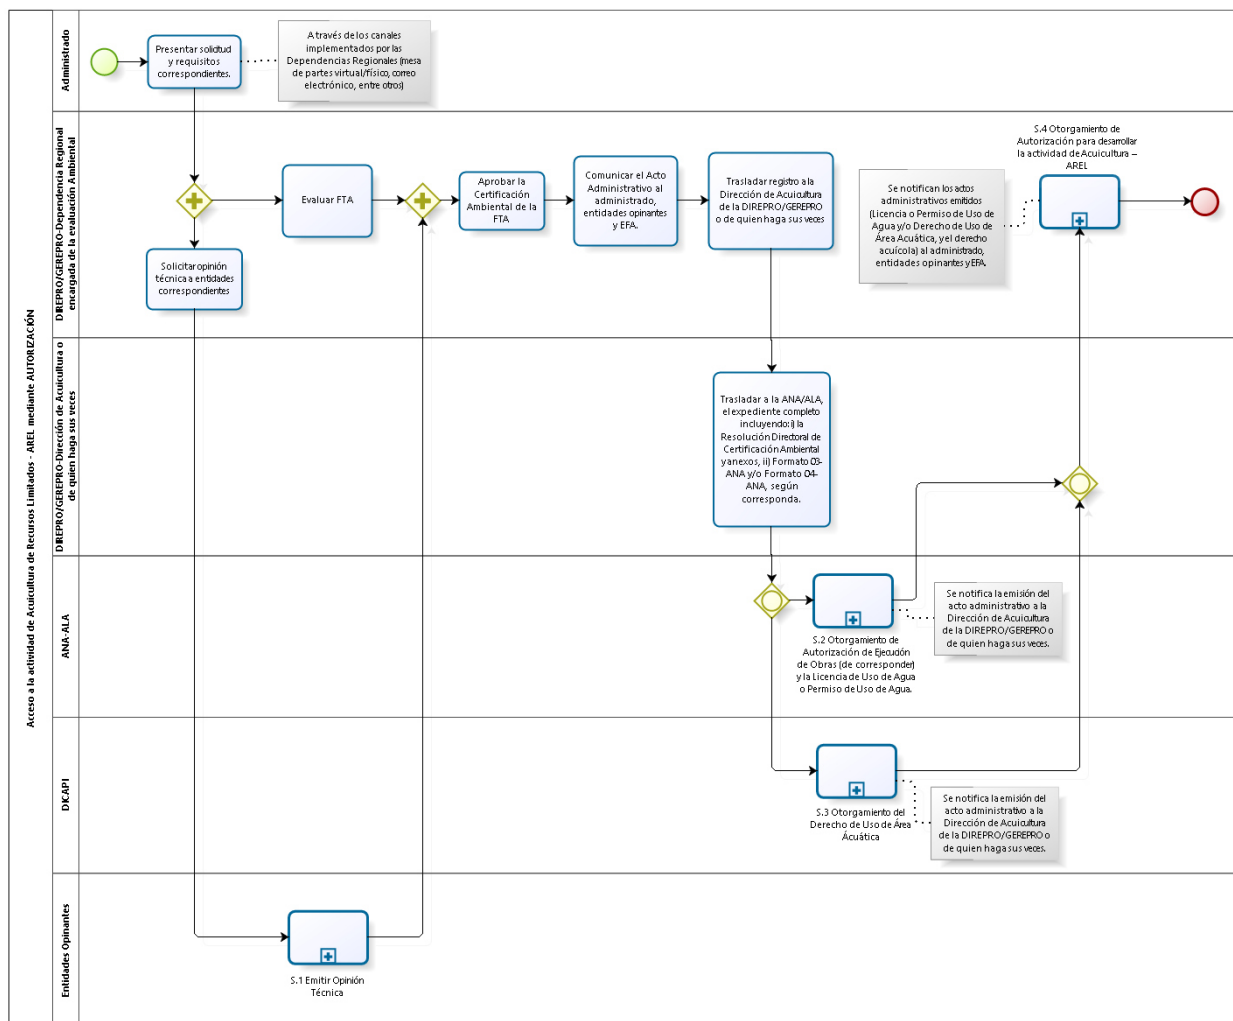 Acceso a la actividad de Acuicultura de Recursos Limitados - AREL mediante AUTORIZACIÓN
Administrado
Presentar solicitud
y requisitos
correspondientes.
A través de los canales
implementados por las
Dependencias Regionales (mesa
de partes virtual/físico, correo
electrónico, entre otros)
DIREPRO/GEREPRO-Dependencia Regional
encargada de la evaluación Ambiental
Evaluar FTA
Solicitar opinión
técnica a entidades
correspondientes
Aprobar la
Certificación
Ambiental de la
FTA
Comunicar el Acto
Administrativo al
administrado,
entidades opinantes
y EFA.
Trasladar registro a la
Dirección de Acuicultura
de la DIREPRO/GEREPRO
o de quien haga sus veces
Se notifican los actos
administrativos emitidos
(Licencia o Permiso de Uso de
Agua y/o Derecho de Uso de
Área Acuática, y el derecho
acuícola) al administrado,
entidades opinantes y EFA.
S.4 Otorgamiento de
Autorización para desarrollar
la actividad de Acuicultura –
AREL
DIREPRO/GEREPRO-Dirección de Acuicultura o
de quien haga sus veces
Trasladar a la ANA/ALA,
el expediente completo
incluyendo: i) la
Resolución Directoral de
Certificación Ambiental
y anexos, ii) Formato 03-
ANA y/o Formato 04-
ANA, según
corresponda.
ANA-ALA
S.2 Otorgamiento de
Autorización de Ejecución
de Obras (de corresponder)
y la Licencia de Uso de Agua
o Permiso de Uso de Agua.
Se notifica la emisión del
acto administrativo a la
Dirección de Acuicultura
de la DIREPRO/GEREPRO o
de quien haga sus veces.
DICAPI
S.3 Otorgamiento del
Derecho de Uso de Área
Acuática
Se notifica la emisión del
acto administrativo a la
Dirección de Acuicultura
de la DIREPRO/GEREPRO o
de quien haga sus veces.
Entidades Opinantes
S.1 Emitir Opinión
Técnica